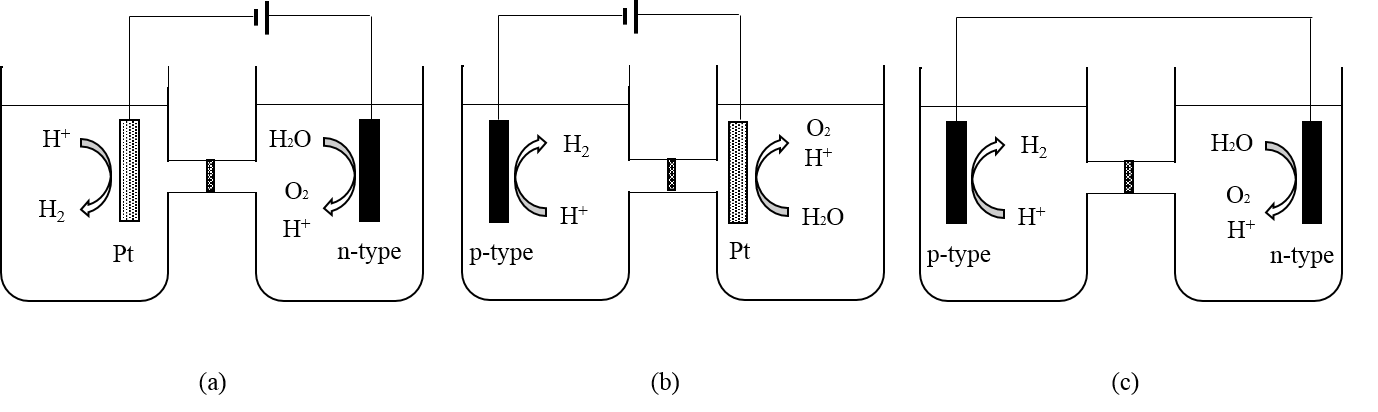 H⁺
H₂
Pt
H₂O
O₂
H⁺
n-type
(a)
H₂
H⁺
p-type
O₂
H⁺
H₂O
Pt
(b)
H₂
H⁺
p-type
H₂O
O₂
H⁺
n-type
(c)